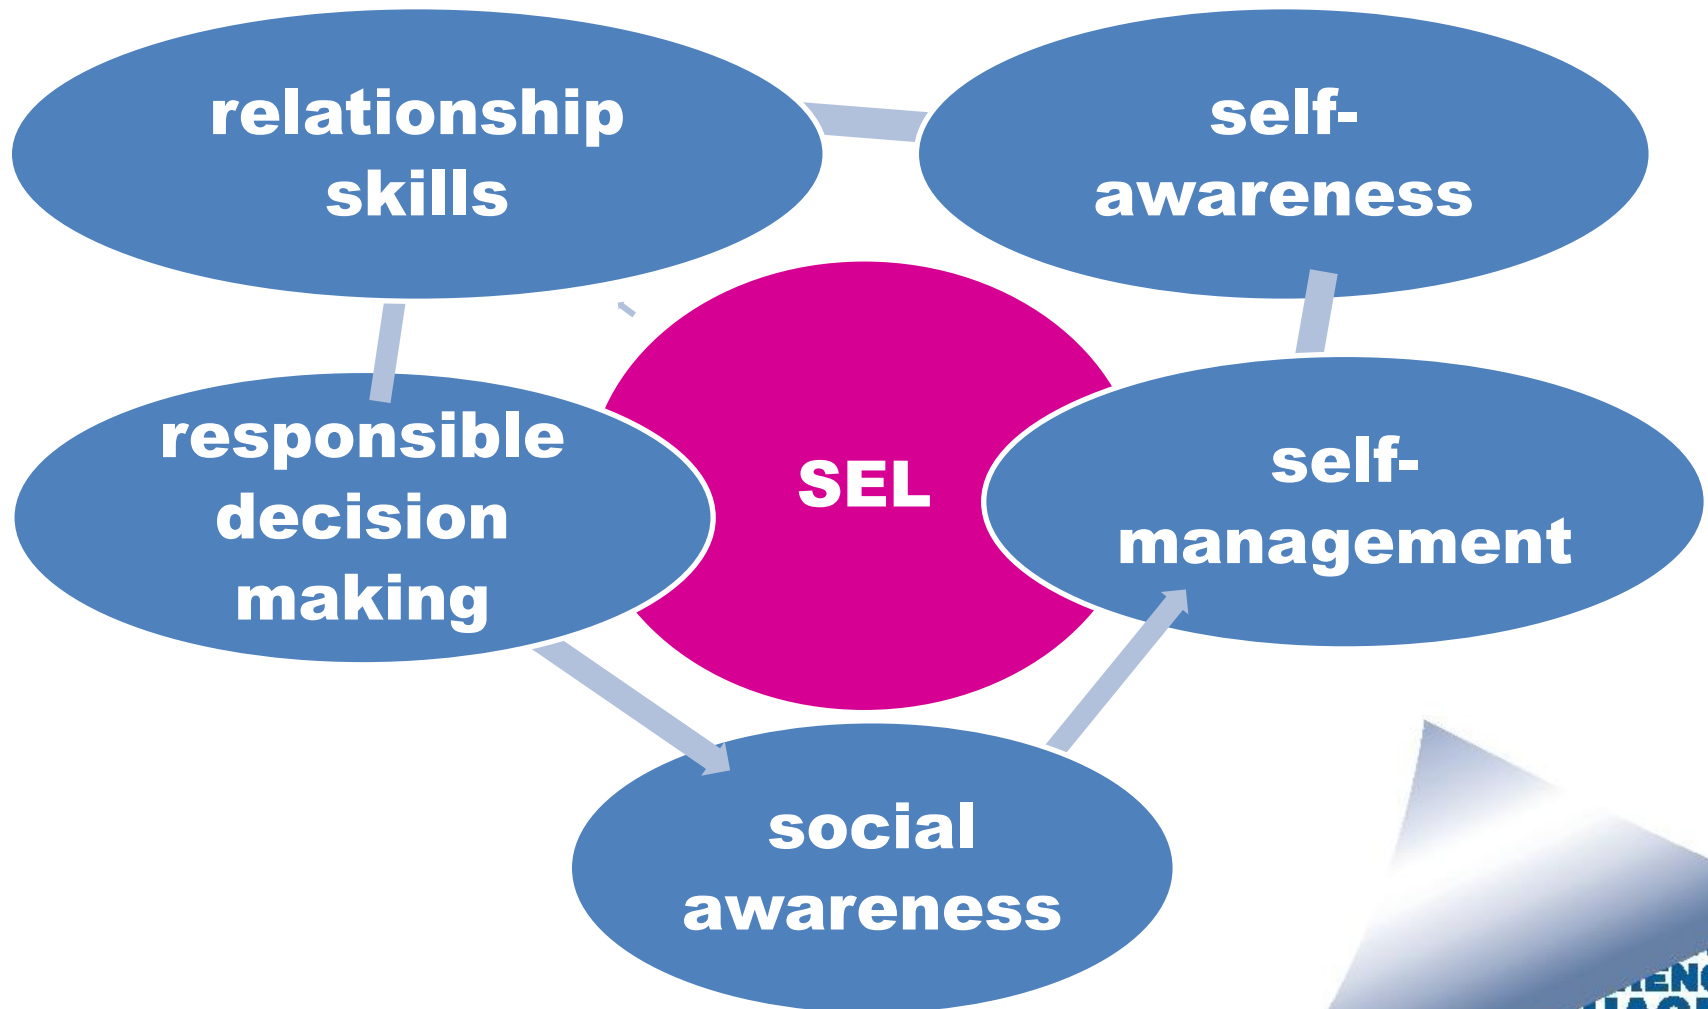 relationship
skills
self-
awareness
responsible
decision
making
SEL
self-
management
social
awareness